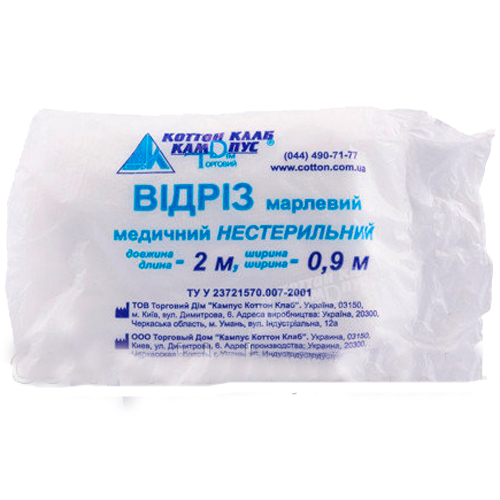 КОТТОН КЛАБ
КАМПУС®
ТОРГОВИЙ ДІМ
(044) 490-71-77
www.cotton.com.ua
ВІДРІЗ марлевий
медичний НЕСТЕРИЛЬНИЙ
довжина ширина
длина - 2 м, ширина - 0,9 м
ТУ У 23721570.007-2001
ТОВ Торговий Дім "Кампус Коттон Клаб". Україна, 03150,
м. Київ, вул. Димитрова, 6. Адреса виробництва: Україна, 20300,
Черкаська область, м. Умань, вул. Індустріальна, 12а
ООО Торговый Дом "Кампус Коттон Клаб". Украина, 03150,
Киев, ул. Димитрова, 6. Адрес производства: Украина, 20300,